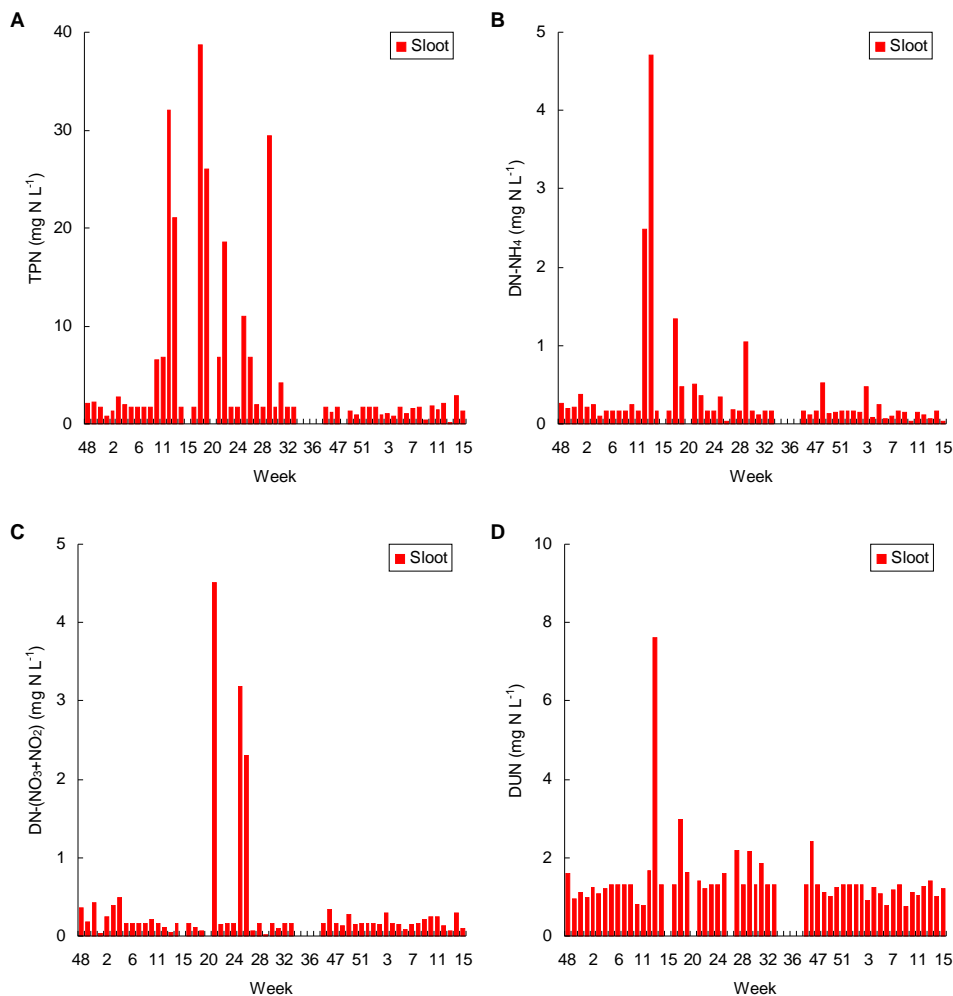 A
Sloot
TPN (mg N L⁻¹)
40
30
20
10
0
48 2 6 11 15 20 24 28 32 36 47 51 3 7 11 15
Week
B
Sloot
DN-NH₄ (mg N L⁻¹)
5
4
3
2
1
0
48 2 6 11 15 20 24 28 32 36 47 51 3 7 11 15
Week
C
Sloot
DN-(NO₃+NO₂) (mg N L⁻¹)
5
4
3
2
1
0
48 2 6 11 15 20 24 28 32 36 47 51 3 7 11 15
Week
D
Sloot
DUN (mg N L⁻¹)
10
8
6
4
2
0
48 2 6 11 15 20 24 28 32 36 47 51 3 7 11 15
Week